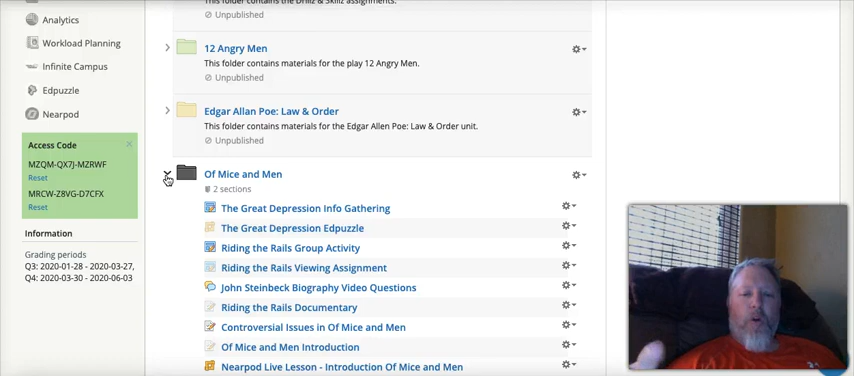 Analytics
Workload Planning
Infinite Campus
Edpuzzle
Nearpod
Access Code
MZQM-QX7J-MZRWF
Reset
MRCW-Z8VG-D7CFX
Reset
Information
Grading periods
Q3: 2020-01-28 - 2020-03-27,
Q4: 2020-03-30 - 2020-06-03
This folder contains the Drillz & Skillz assignments.
Unpublished
12 Angry Men
This folder contains materials for the play 12 Angry Men.
Unpublished
Edgar Allan Poe: Law & Order
This folder contains materials for the Edgar Allen Poe: Law & Order unit.
Unpublished
Of Mice and Men
2 sections
The Great Depression Info Gathering
The Great Depression Edpuzzle
Riding the Rails Group Activity
Riding the Rails Viewing Assignment
John Steinbeck Biography Video Questions
Riding the Rails Documentary
Controversial Issues in Of Mice and Men
Of Mice and Men Introduction
Nearpod Live Lesson - Introduction Of Mice and Men